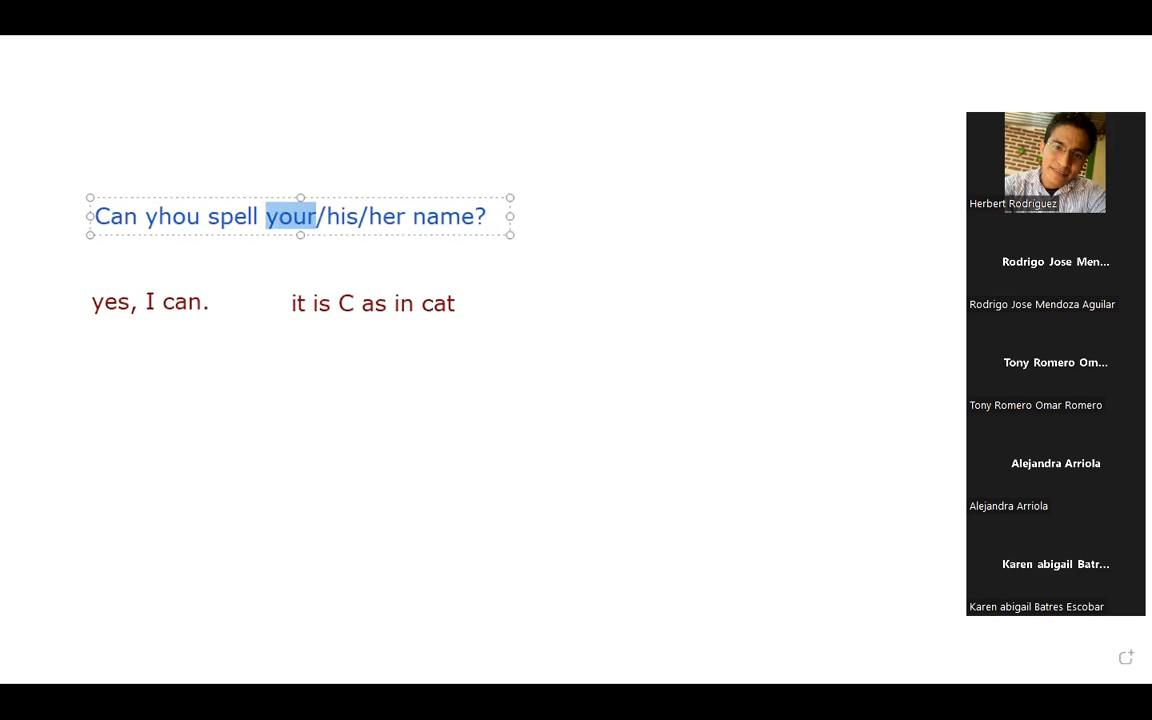 Can yhou spell your/his/her name?
yes, I can.
it is C as in cat
Herbert Rodríguez
Rodrigo Jose Men...
Rodrigo Jose Mendoza Aguilar
Tony Romero Om...
Tony Romero Omar Romero
Alejandra Arriola
Alejandra Arriola
Karen abigail Batr...
Karen abigail Batres Escobar